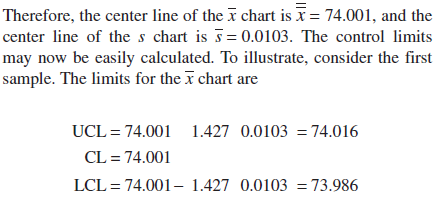 Therefore, the center line of the x̄ chart is x̿ = 74.001, and the
center line of the s chart is s̄ = 0.0103. The control limits
may now be easily calculated. To illustrate, consider the first
sample. The limits for the x̄ chart are
UCL = 74.001 1.427 0.0103 = 74.016
CL = 74.001
LCL = 74.001 − 1.427 0.0103 = 73.986